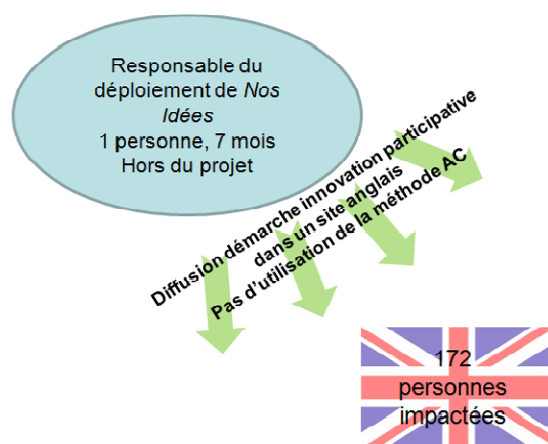 Responsable du
déploiement de Nos
Idées
1 personne, 7 mois
Hors du projet
Diffusion démarche innovation participative
dans un site anglais
Pas d'utilisation de la méthode AC
172
personnes
impactées